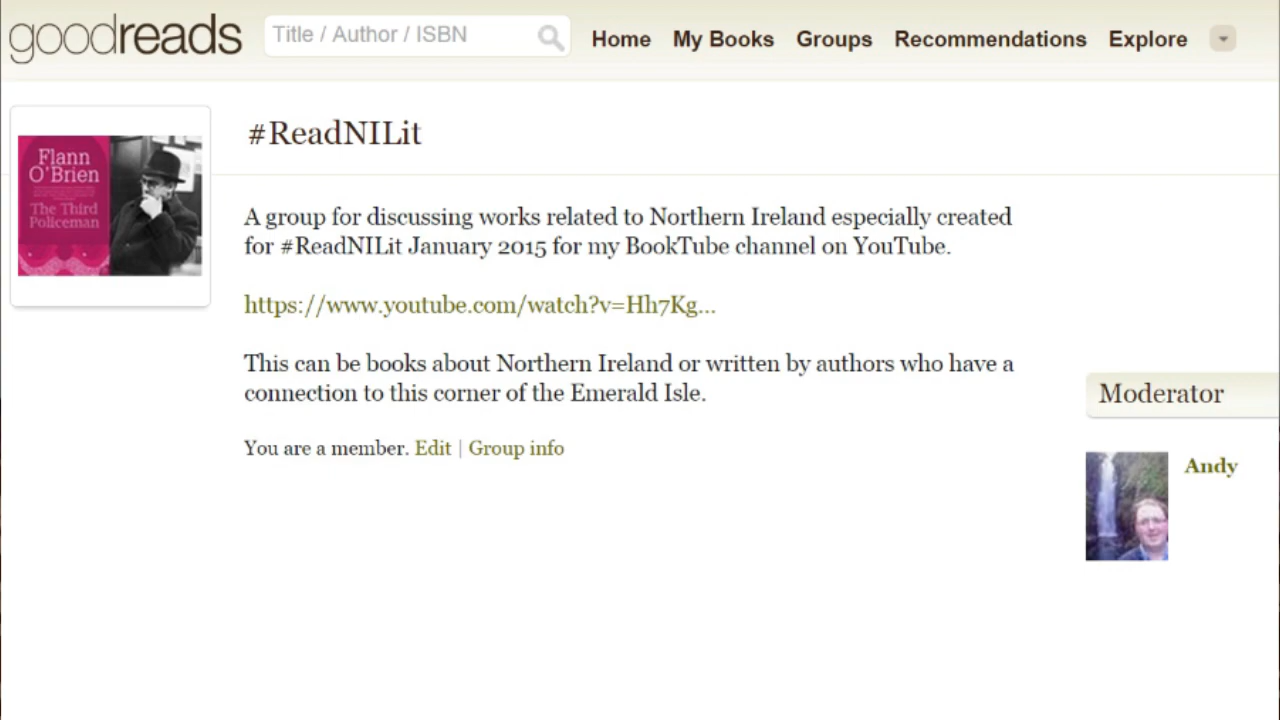 goodreads
Title / Author / ISBN
Home My Books Groups Recommendations Explore
Flann
O'Brien
The Third
Policeman
#ReadNILit
A group for discussing works related to Northern Ireland especially created
for #ReadNILit January 2015 for my BookTube channel on YouTube.
https://www.youtube.com/watch?v=Hh7Kg...
This can be books about Northern Ireland or written by authors who have a
connection to this corner of the Emerald Isle.
You are a member. Edit | Group info
Moderator
Andy